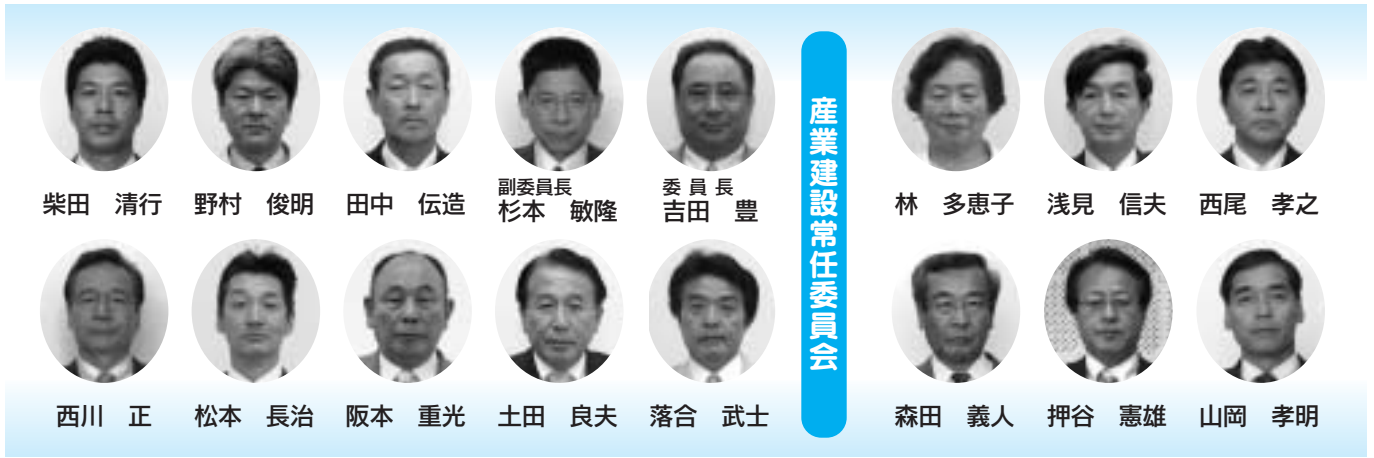 産業建設常任委員会
柴田　清行
野村　俊明
田中　伝造
副委員長
杉本　敏隆
委員長
吉田　豊
西川　正
松本　長治
阪本　重光
土田　良夫
落合　武士
林　多恵子
浅見　信夫
西尾　孝之
森田　義人
押谷　憲雄
山岡　孝明